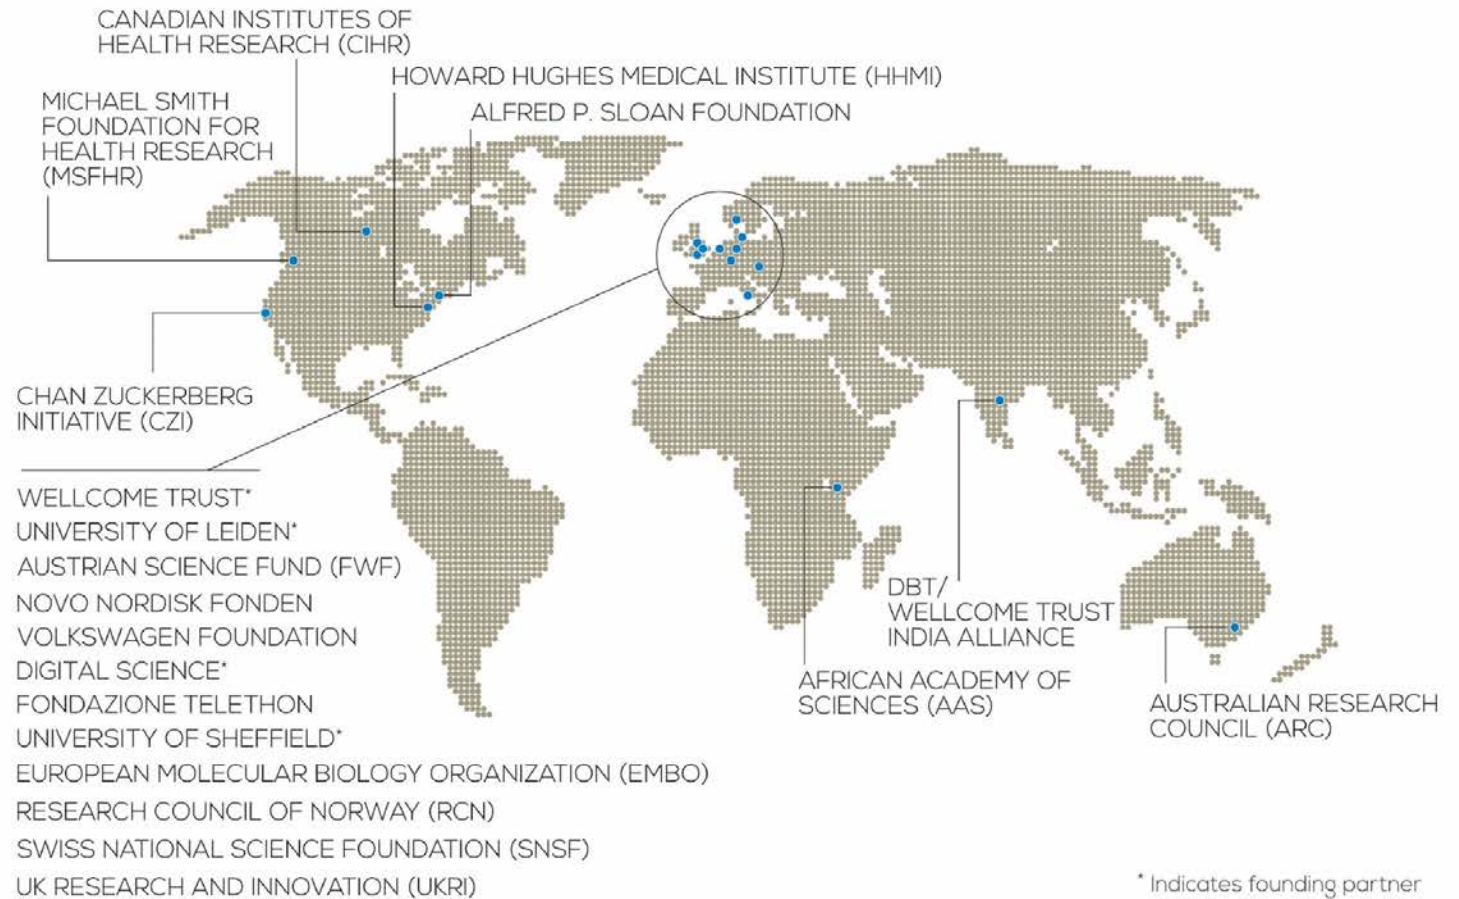 CANADIAN INSTITUTES OF
HEALTH RESEARCH (CIHR)
HOWARD HUGHES MEDICAL INSTITUTE (HHMI)
MICHAEL SMITH
FOUNDATION FOR
HEALTH RESEARCH
(MSFHR)
ALFRED P. SLOAN FOUNDATION
CHAN ZUCKERBERG
INITIATIVE (CZI)
WELLCOME TRUST*
UNIVERSITY OF LEIDEN*
AUSTRIAN SCIENCE FUND (FWF)
NOVO NORDISK FONDEN
VOLKSWAGEN FOUNDATION
DIGITAL SCIENCE*
FONDAZIONE TELETHON
UNIVERSITY OF SHEFFIELD*
EUROPEAN MOLECULAR BIOLOGY ORGANIZATION (EMBO)
RESEARCH COUNCIL OF NORWAY (RCN)
SWISS NATIONAL SCIENCE FOUNDATION (SNSF)
UK RESEARCH AND INNOVATION (UKRI)
DBT/
WELLCOME TRUST
INDIA ALLIANCE
AFRICAN ACADEMY OF
SCIENCES (AAS)
AUSTRALIAN RESEARCH
COUNCIL (ARC)
* Indicates founding partner